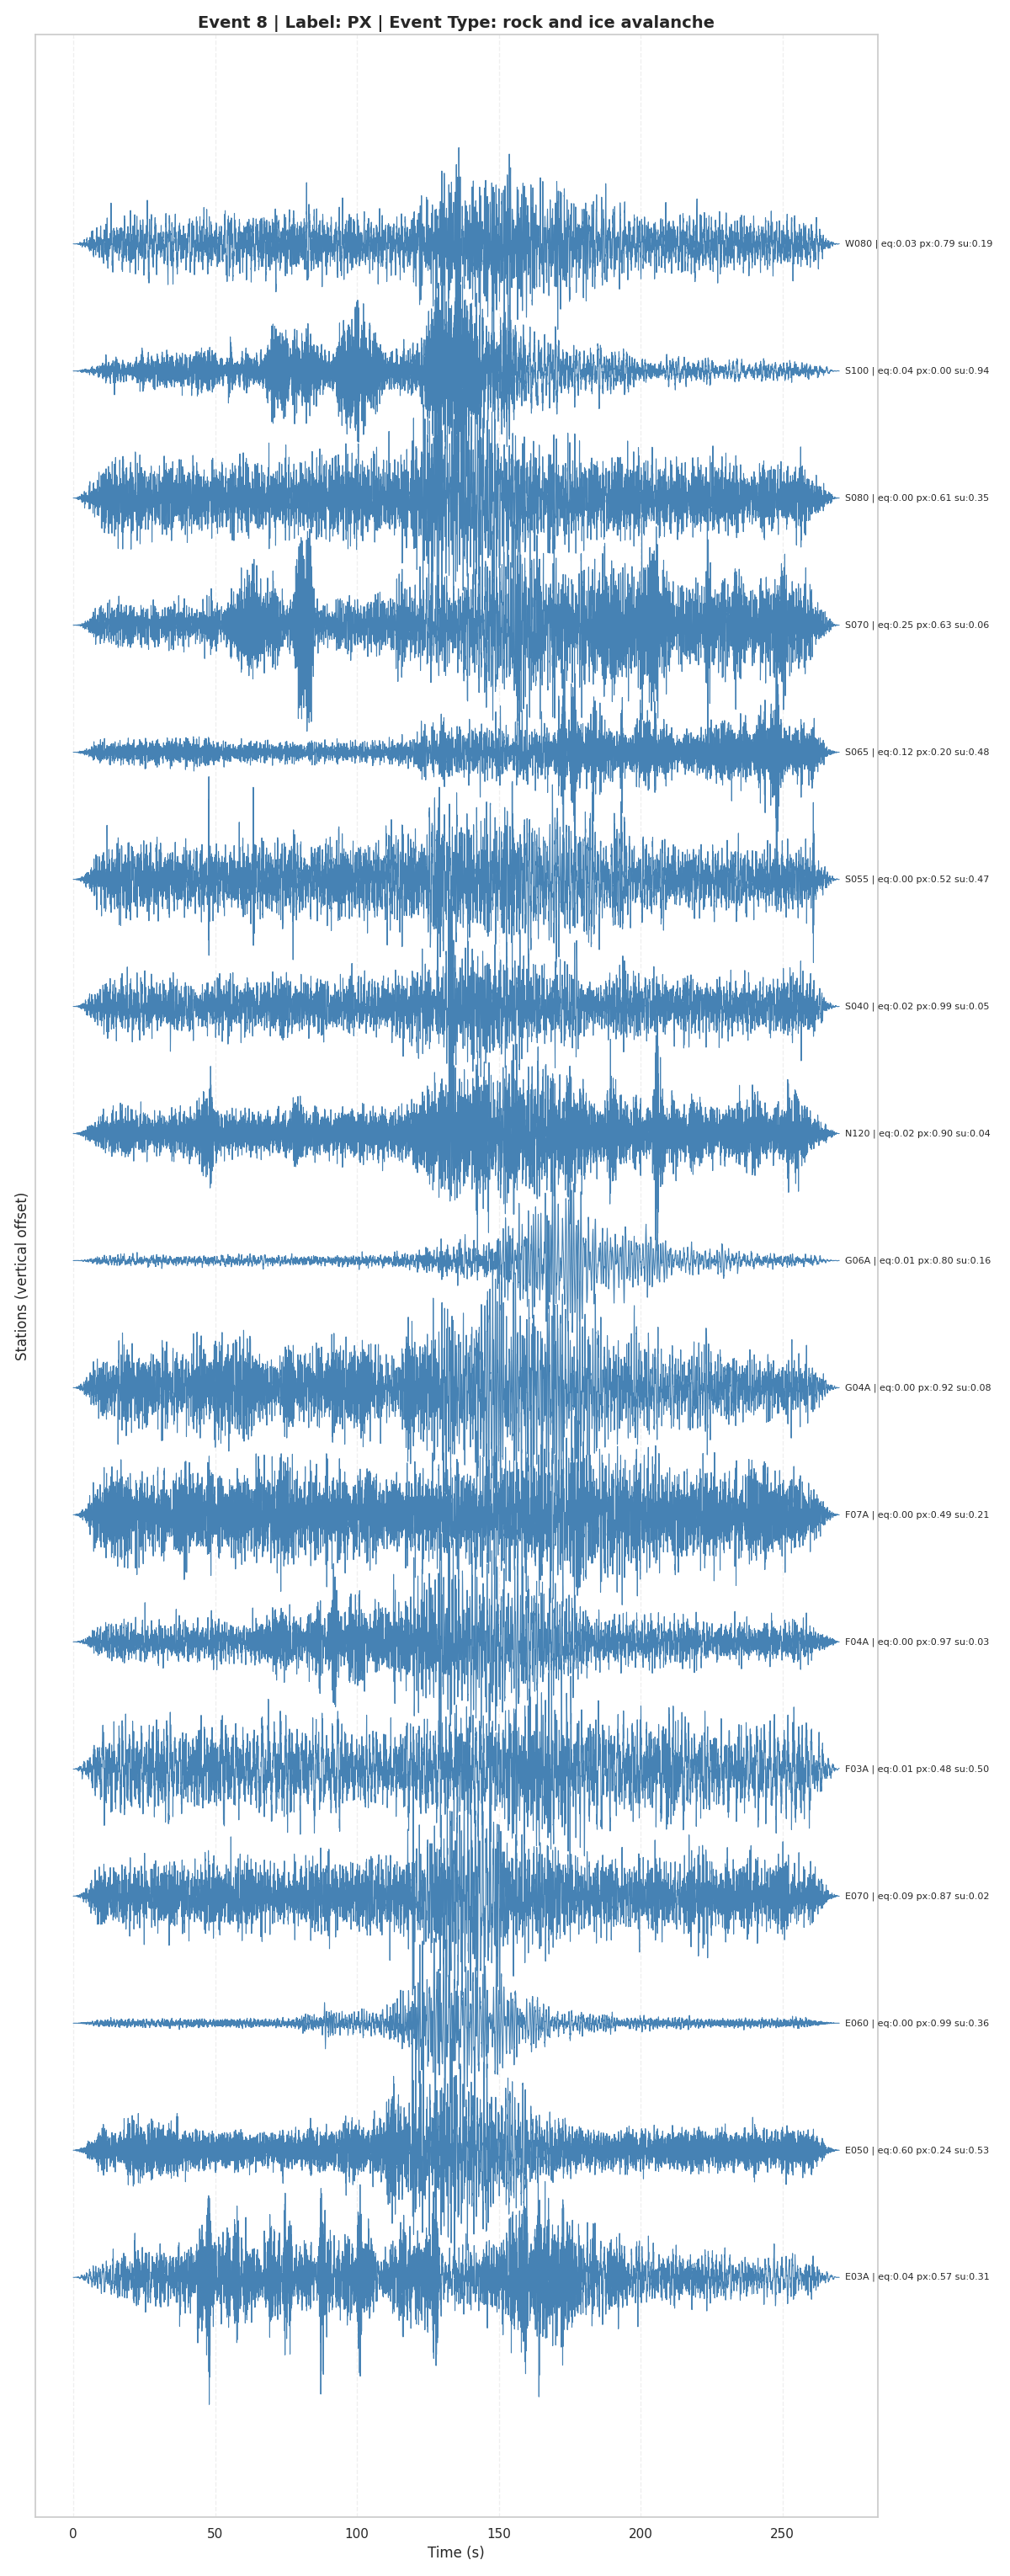 Event 8 | Label: PX | Event Type: rock and ice avalanche
W080 | eq:0.03 px:0.79 su:0.19
S100 | eq:0.04 px:0.00 su:0.94
S080 | eq:0.00 px:0.61 su:0.35
S070 | eq:0.25 px:0.63 su:0.06
S065 | eq:0.12 px:0.20 su:0.48
S055 | eq:0.00 px:0.52 su:0.47
S040 | eq:0.02 px:0.99 su:0.05
N120 | eq:0.02 px:0.90 su:0.04
G06A | eq:0.01 px:0.80 su:0.16
G04A | eq:0.00 px:0.92 su:0.08
F07A | eq:0.00 px:0.49 su:0.21
F04A | eq:0.00 px:0.97 su:0.03
F03A | eq:0.01 px:0.48 su:0.50
E070 | eq:0.09 px:0.87 su:0.02
E060 | eq:0.00 px:0.99 su:0.36
E050 | eq:0.60 px:0.24 su:0.53
E03A | eq:0.04 px:0.57 su:0.31
Stations (vertical offset)
0 50 100 150 200 250
Time (s)